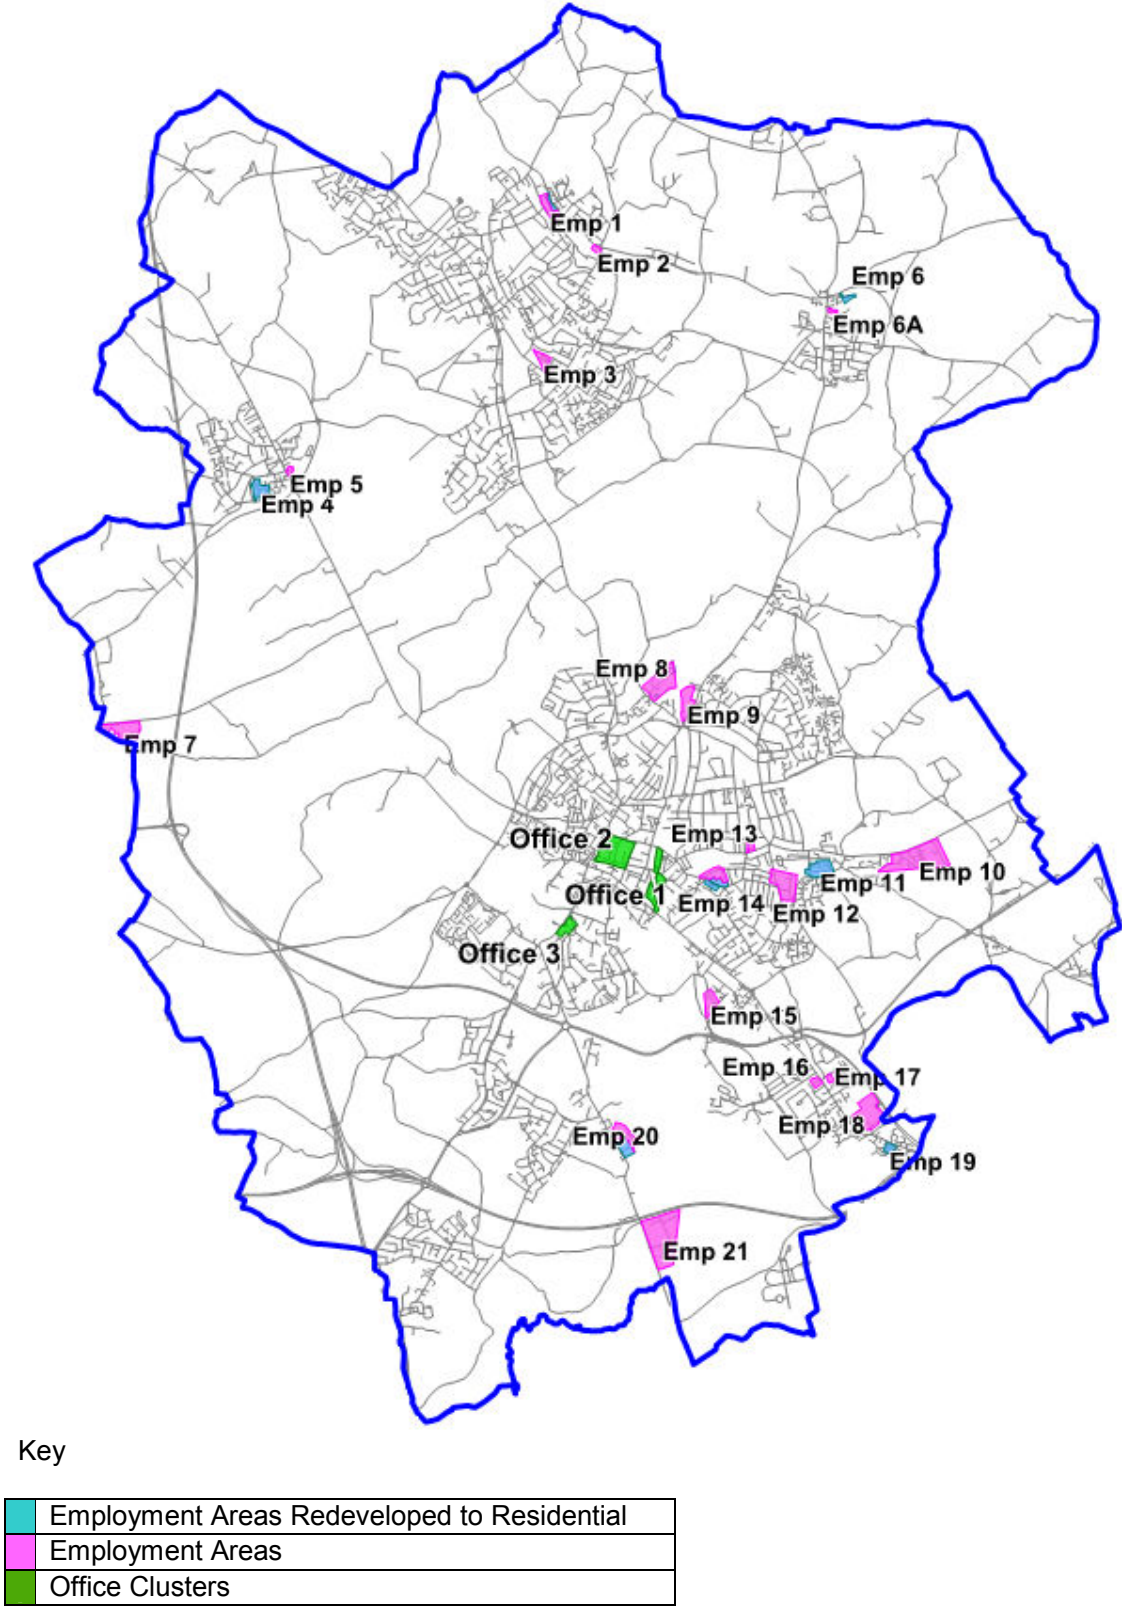 Emp 1
Emp 2
Emp 6
Emp 6A
Emp 3
Emp 5
Emp 4
Emp 8
Emp 9
Emp 7
Emp 13
Office 2
Emp 10
Emp 11
Office 1
Emp 14
Emp 12
Office 3
Emp 15
Emp 16
Emp 17
Emp 18
Emp 20
Emp 19
Emp 21
Key
Employment Areas Redeveloped to Residential
Employment Areas
Office Clusters